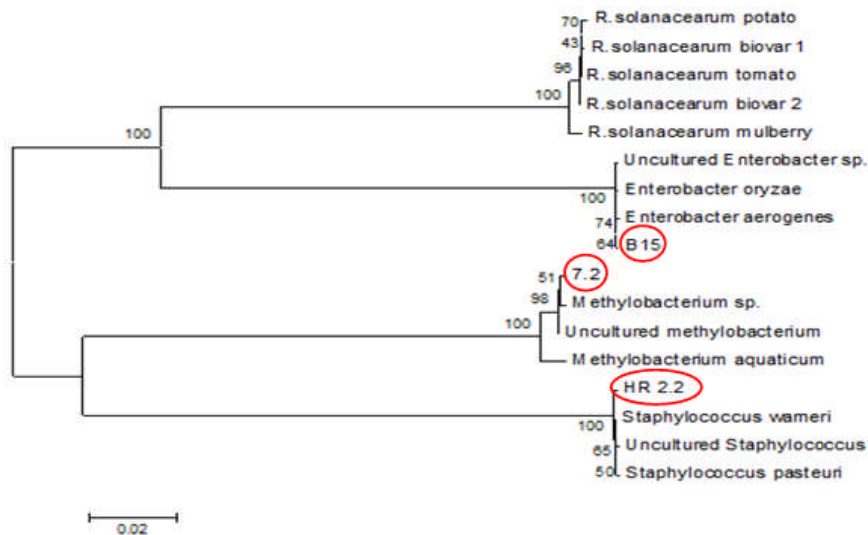 R.solanacearum potato
70
43
R.solanacearum biovar 1
96
R.solanacearum tomato
100
R.solanacearum biovar 2
R.solanacearum mulberry
100
Uncultured Enterobacter sp.
100
Enterobacter oryzae
74
Enterobacter aerogenes
64
B15
51
7.2
98
Methylobacterium sp.
100
Uncultured methylobacterium
Methylobacterium aquaticum
HR 2.2
100
Staphylococcus warneri
65
Uncultured Staphylococcus
50
Staphylococcus pasteuri
0.02